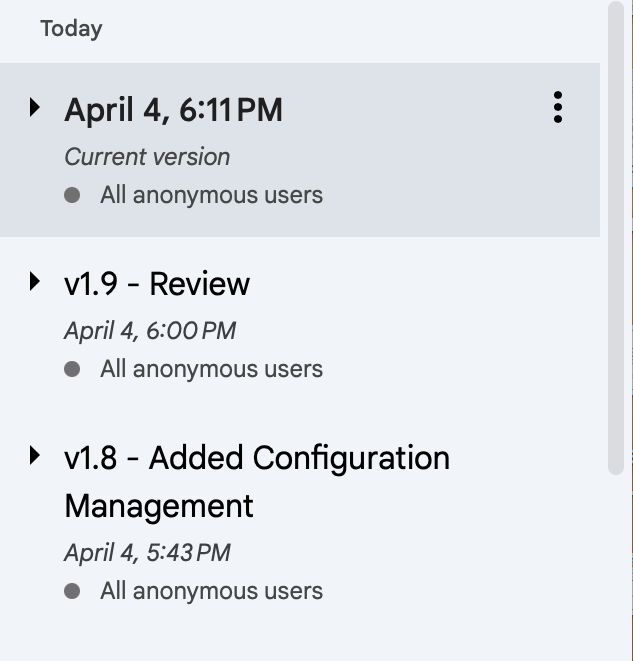 Today
April 4, 6:11 PM
Current version
All anonymous users
v1.9 - Review
April 4, 6:00 PM
All anonymous users
v1.8 - Added Configuration
Management
April 4, 5:43 PM
All anonymous users